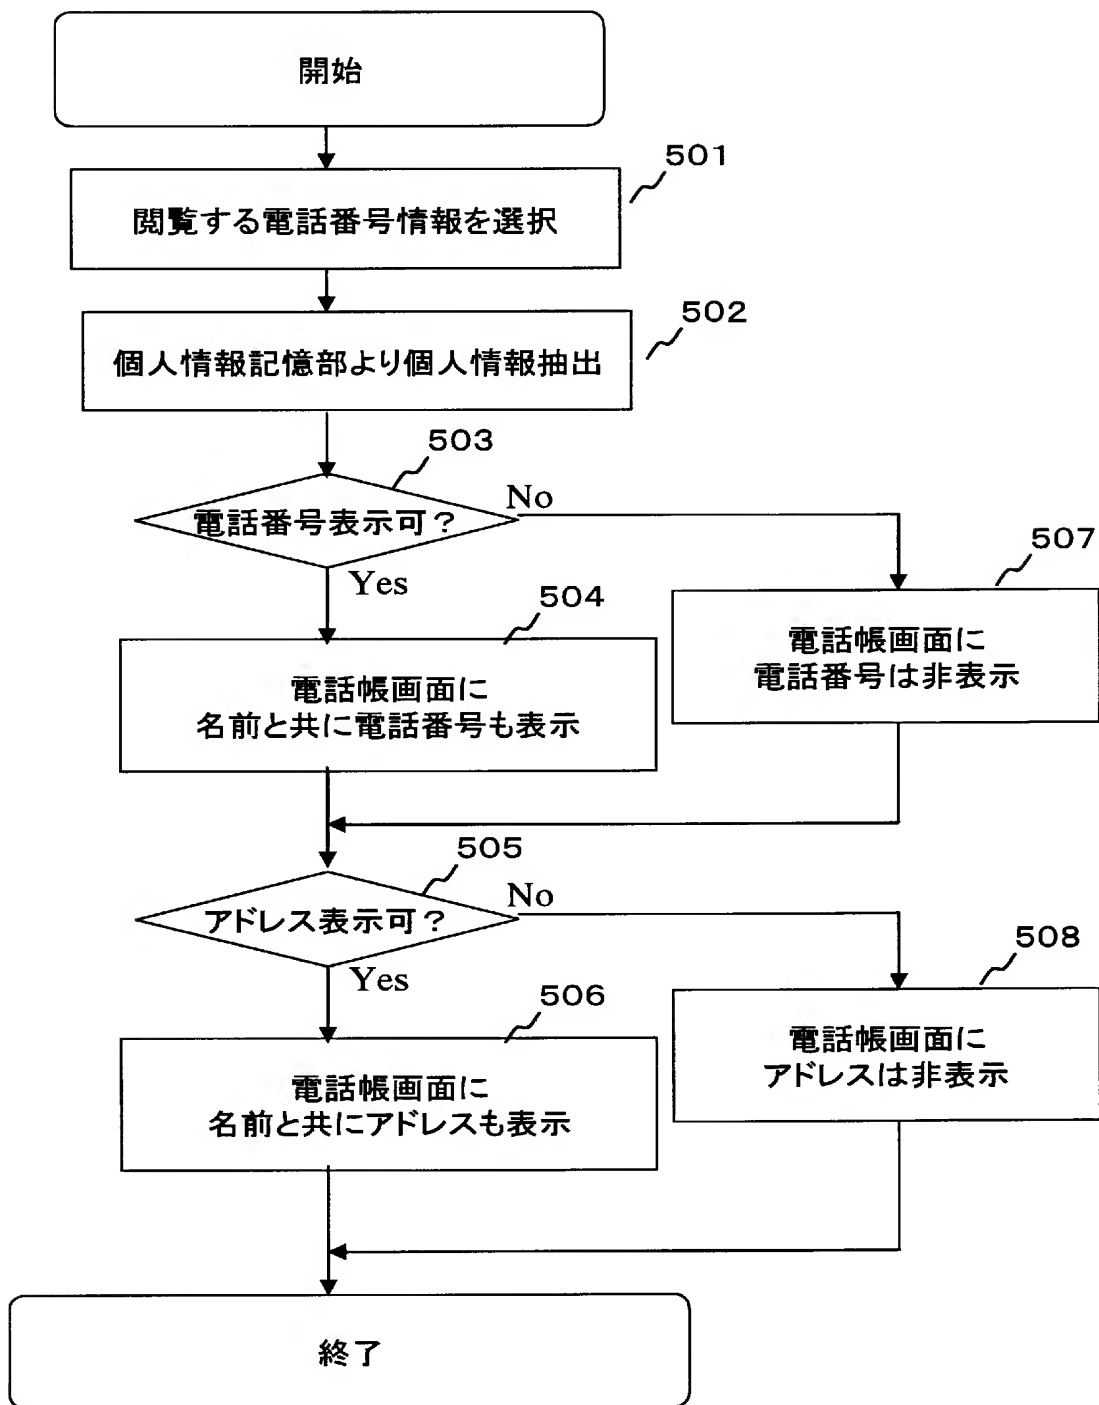 開始
501
閲覧する電話番号情報を選択
502
個人情報記憶部より個人情報抽出
503
電話番号表示可？
No
Yes
507
電話帳画面に
電話番号は非表示
504
電話帳画面に
名前と共に電話番号も表示
505
アドレス表示可？
No
Yes
508
電話帳画面に
アドレスは非表示
506
電話帳画面に
名前と共にアドレスも表示
終了